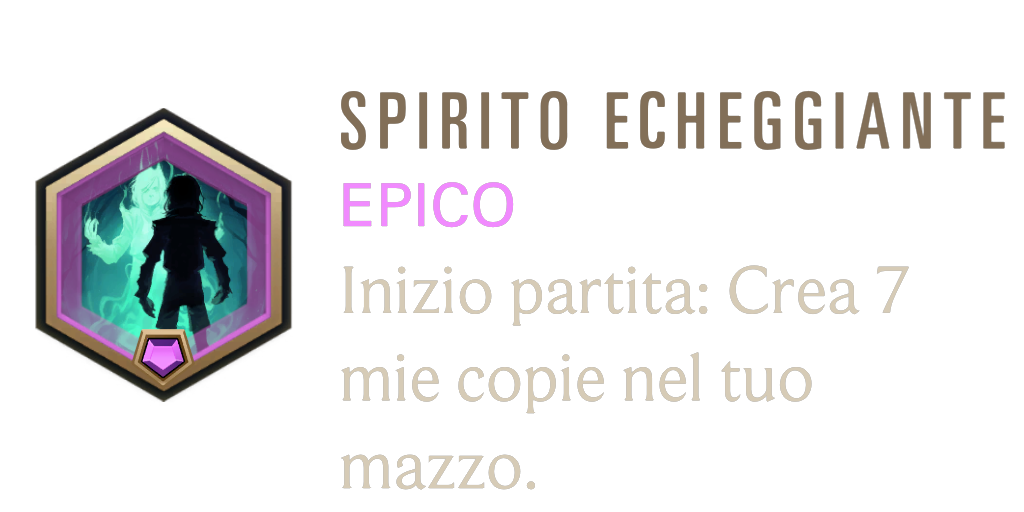 SPIRITO ECHEGGIANTE
EPICO
Inizio partita: Crea 7
mie copie nel tuo
mazzo.